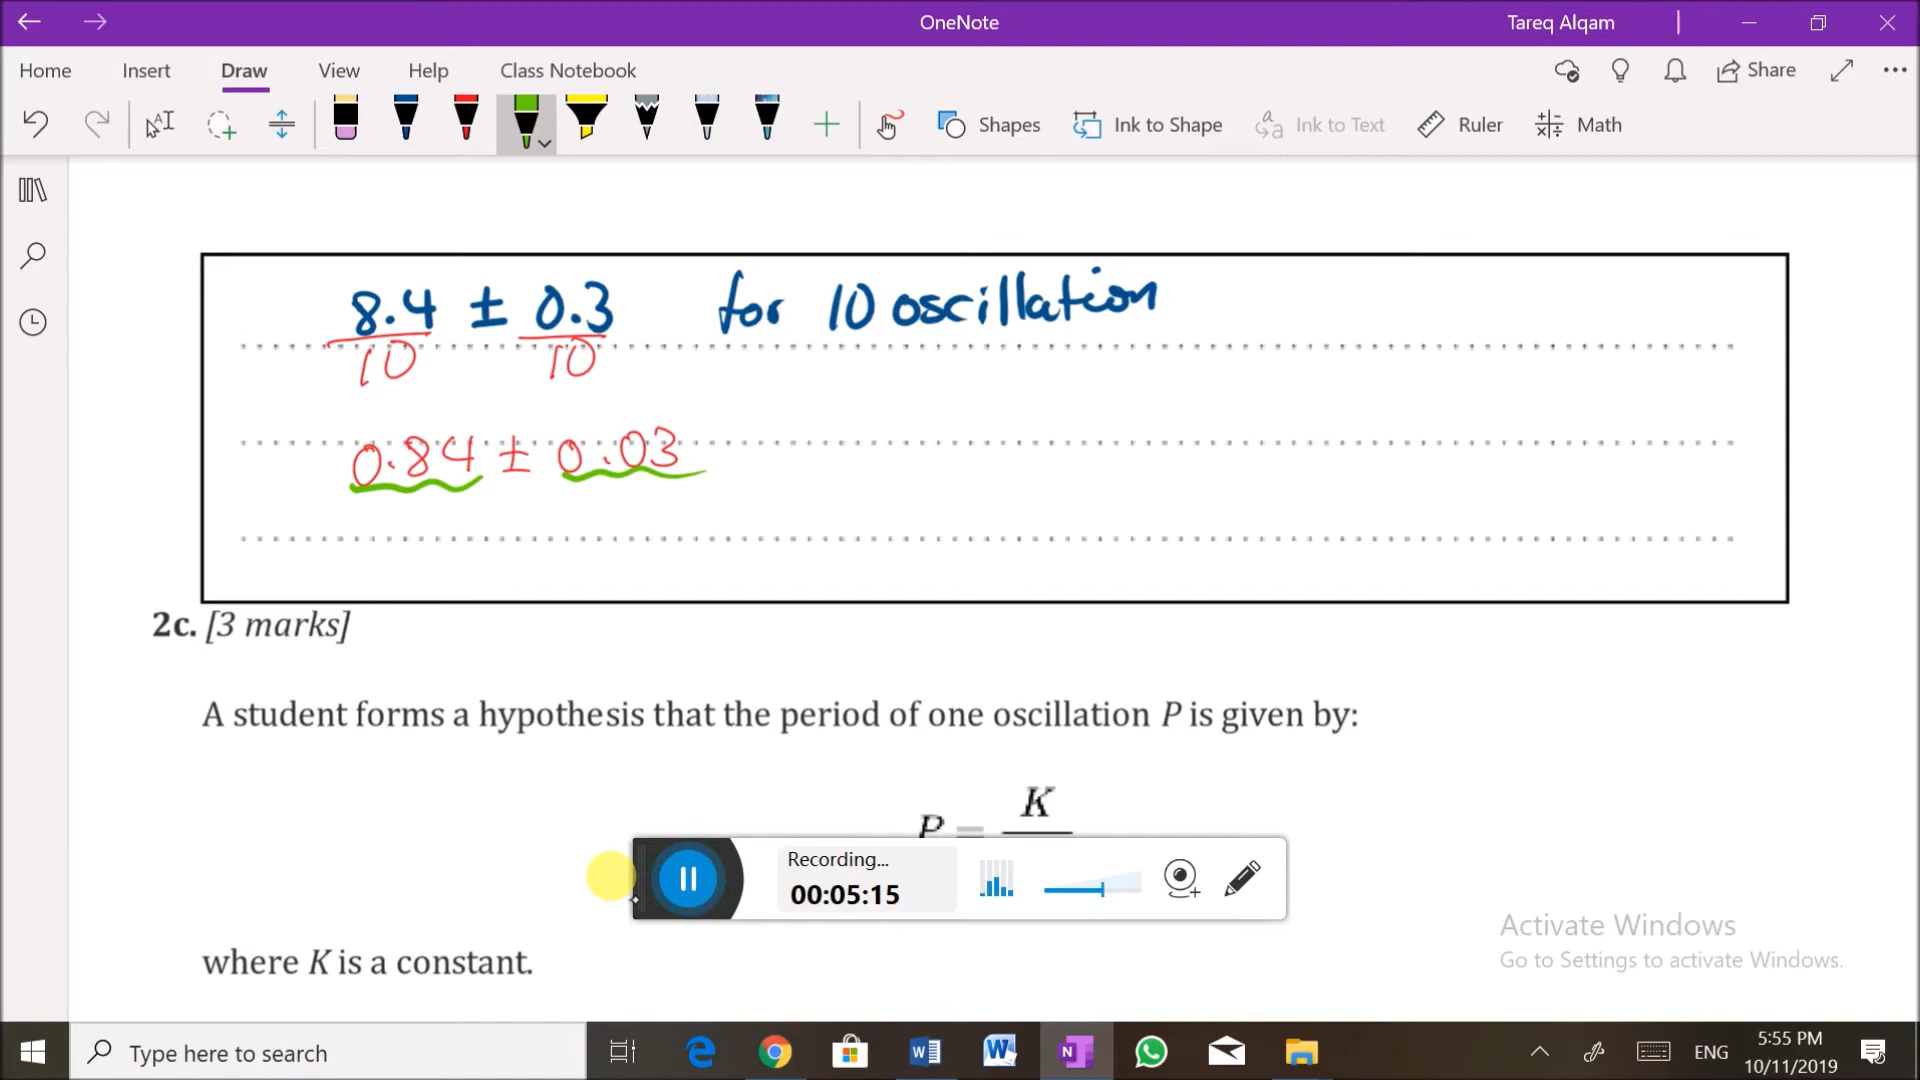 OneNote
Tareq Alqam
Home Insert Draw View Help Class Notebook
Share
Shapes Ink to Shape Ink to Text Ruler Math
8.4 ± 0.3 for 10 oscillation
10 10
0.84 ± 0.03
2c. [3 marks]
A student forms a hypothesis that the period of one oscillation P is given by:
K
P =
Recording...
00:05:15
where K is a constant.
Activate Windows
Go to Settings to activate Windows.
Type here to search
ENG
5:55 PM
10/11/2019